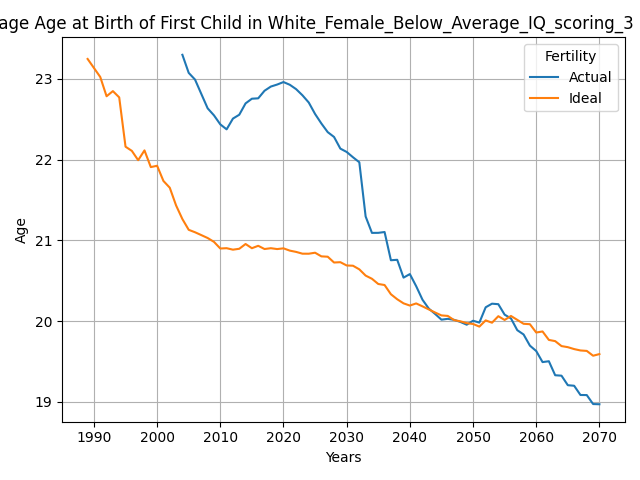 age Age at Birth of First Child in White_Female_Below_Average_IQ_scoring_3
Fertility
Actual
Ideal
Age
23
22
21
20
19
1990 2000 2010 2020 2030 2040 2050 2060 2070
Years